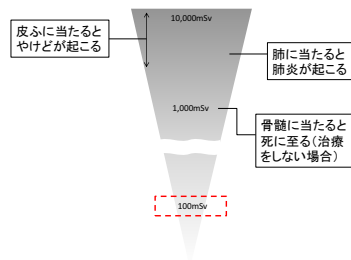 10,000mSv
皮ふに当たると
やけどが起こる
肺に当たると
肺炎が起こる
1,000mSv
骨髄に当たると
死に至る(治療
をしない場合)
100mSv